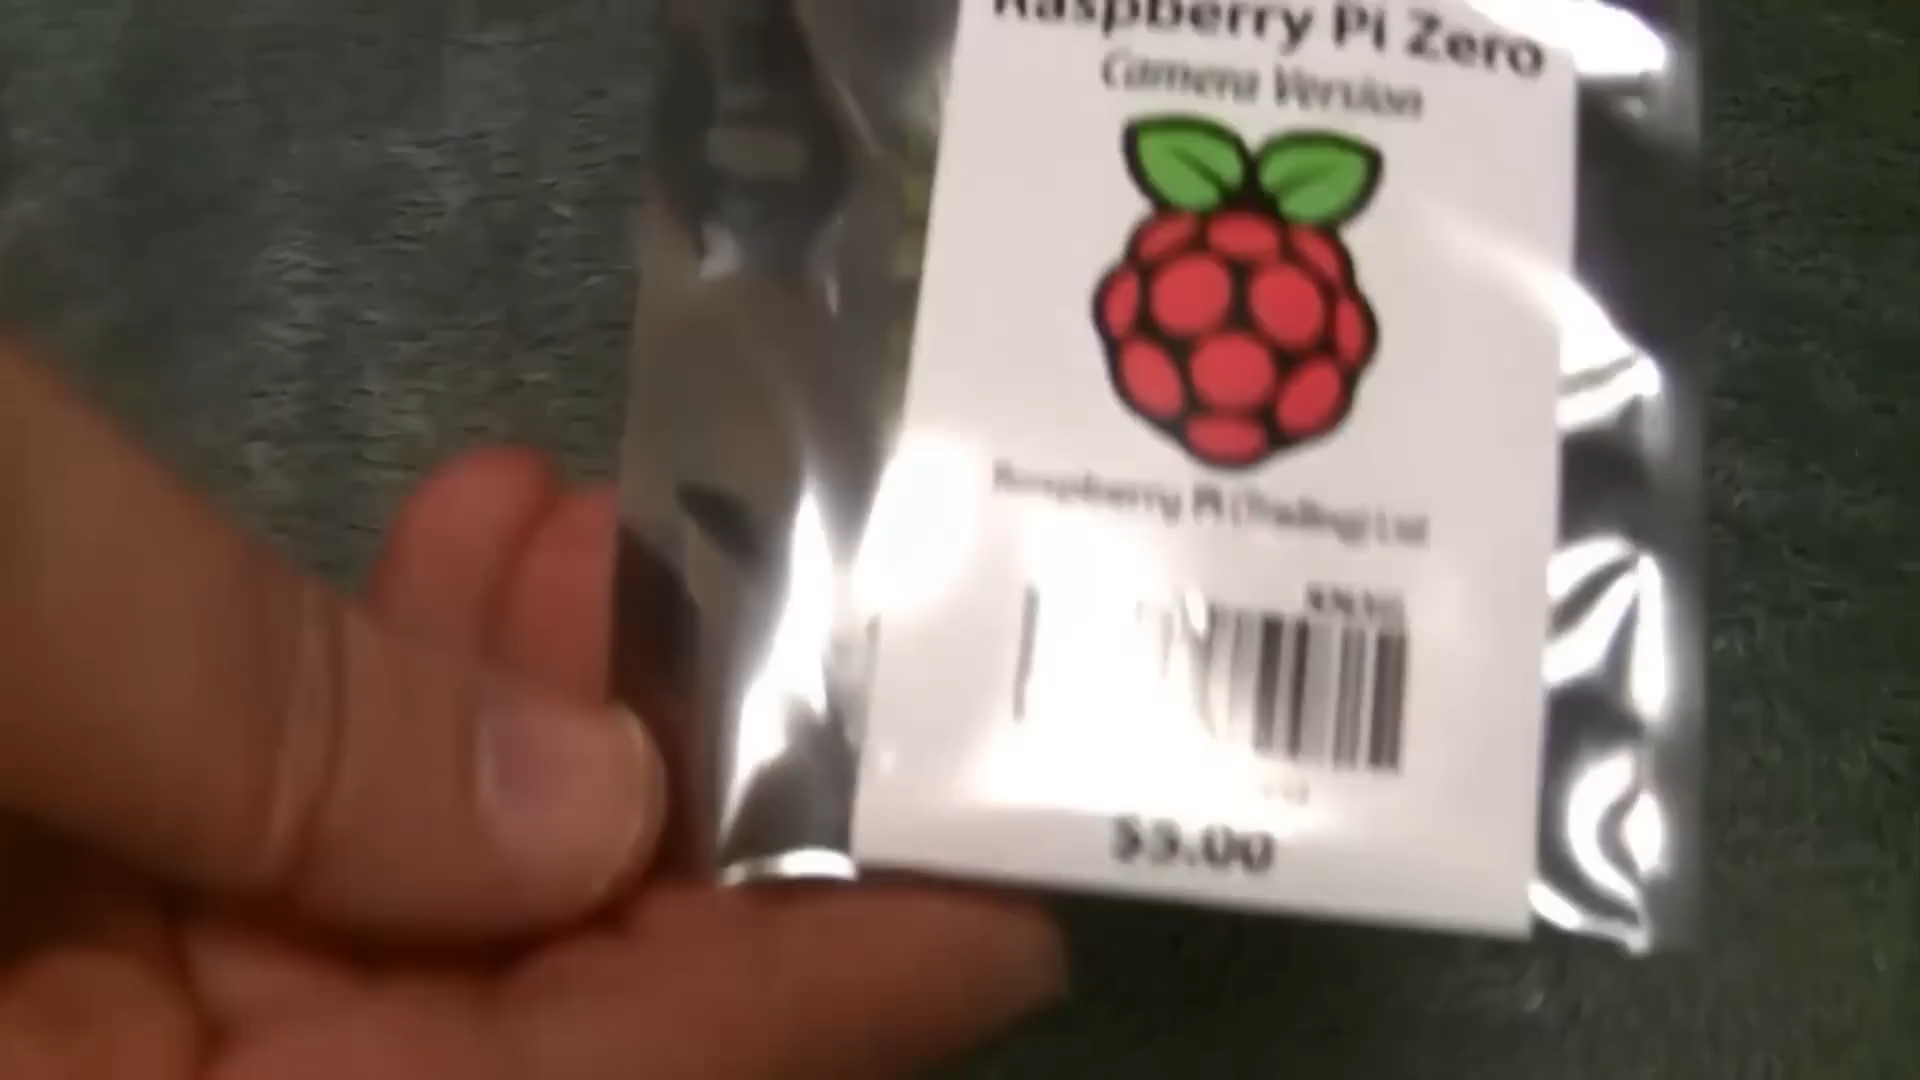 Raspberry Pi Zero
Camera Version
Raspberry Pi (Trading) Ltd
$5.00